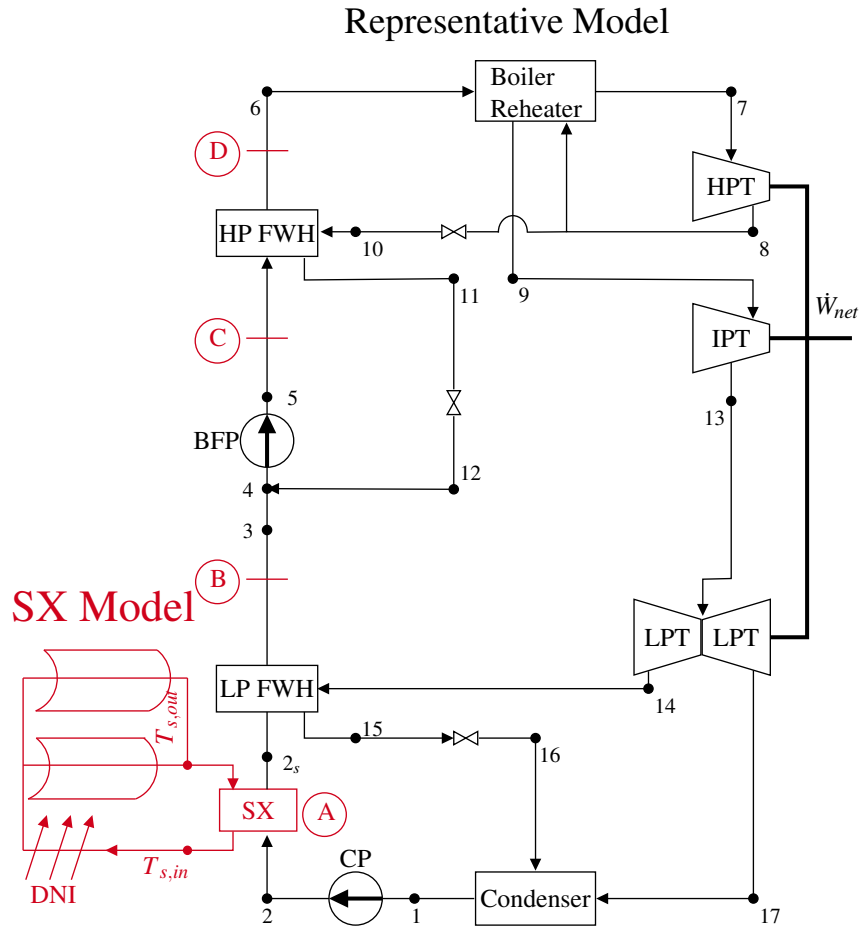 Representative Model
Boiler
Reheater
6
7
D
HPT
HP FWH
10
8
11
9
Ẇnet
C
IPT
5
13
BFP
12
4
3
B
SX Model
LPT
LPT
LP FWH
Ts,out
14
15
16
2s
SX
A
Ts,in
CP
DNI
Condenser
2
1
17